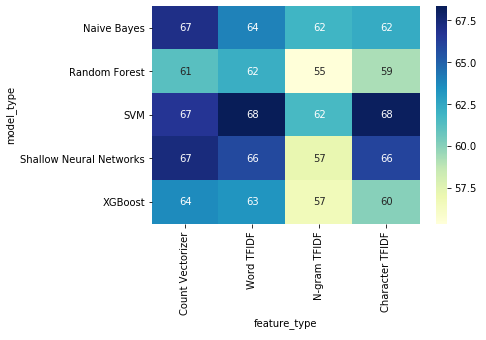 model_type
Naive Bayes 67 64 62 62
Random Forest 61 62 55 59
SVM 67 68 62 68
Shallow Neural Networks 67 66 57 66
XGBoost 64 63 57 60
Count Vectorizer
Word TFIDF
N-gram TFIDF
Character TFIDF
feature_type
67.5
65.0
62.5
60.0
57.5